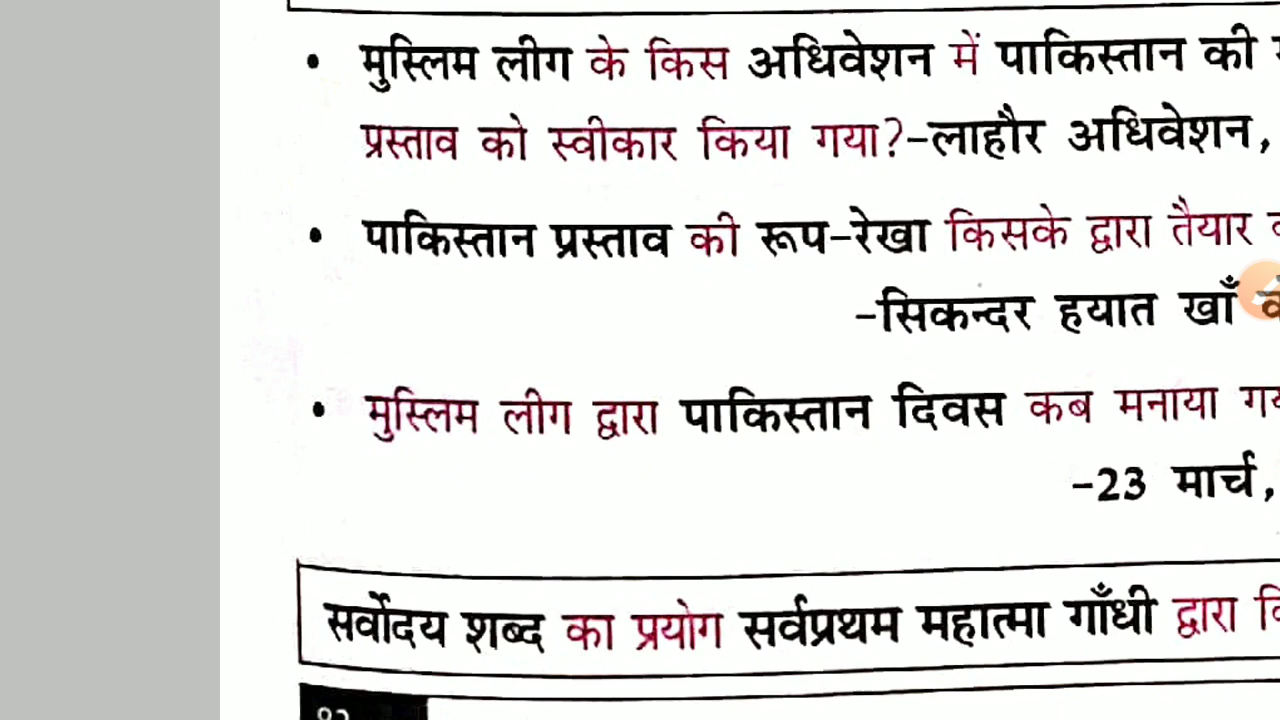 मुस्लिम लीग के किस अधिवेशन में पाकिस्तान की
प्रस्ताव को स्वीकार किया गया?-लाहौर अधिवेशन,
पाकिस्तान प्रस्ताव की रूप-रेखा किसके द्वारा तैयार
-सिकन्दर हयात खाँ
मुस्लिम लीग द्वारा पाकिस्तान दिवस कब मनाया
-23 मार्च,
सर्वोदय शब्द का प्रयोग सर्वप्रथम महात्मा गाँधी द्वारा